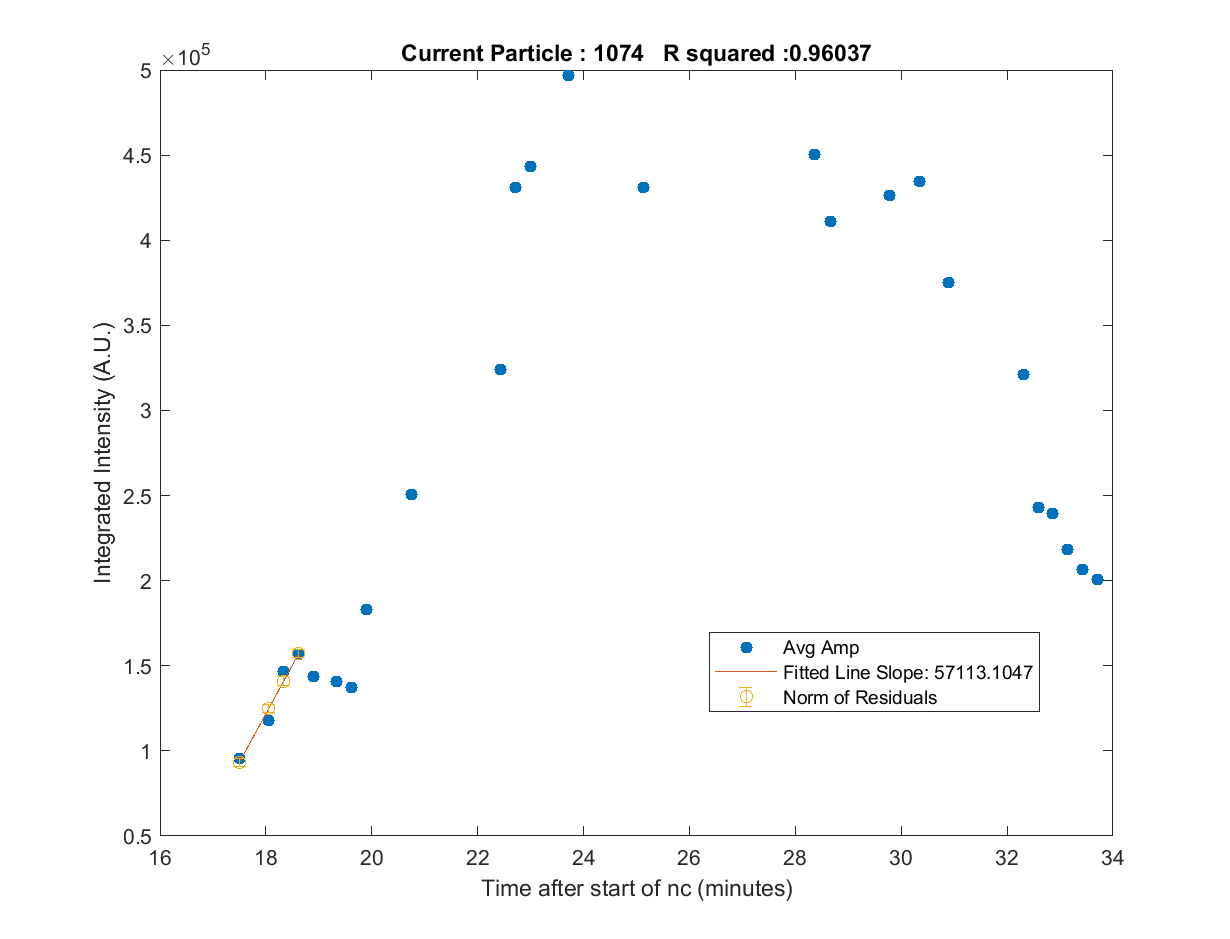 Current Particle : 1074   R squared :0.96037
×10^5
5
4.5
4
3.5
3
2.5
2
1.5
1
0.5
Integrated Intensity (A.U.)
Avg Amp
Fitted Line Slope: 57113.1047
Norm of Residuals
16 18 20 22 24 26 28 30 32 34
Time after start of nc (minutes)